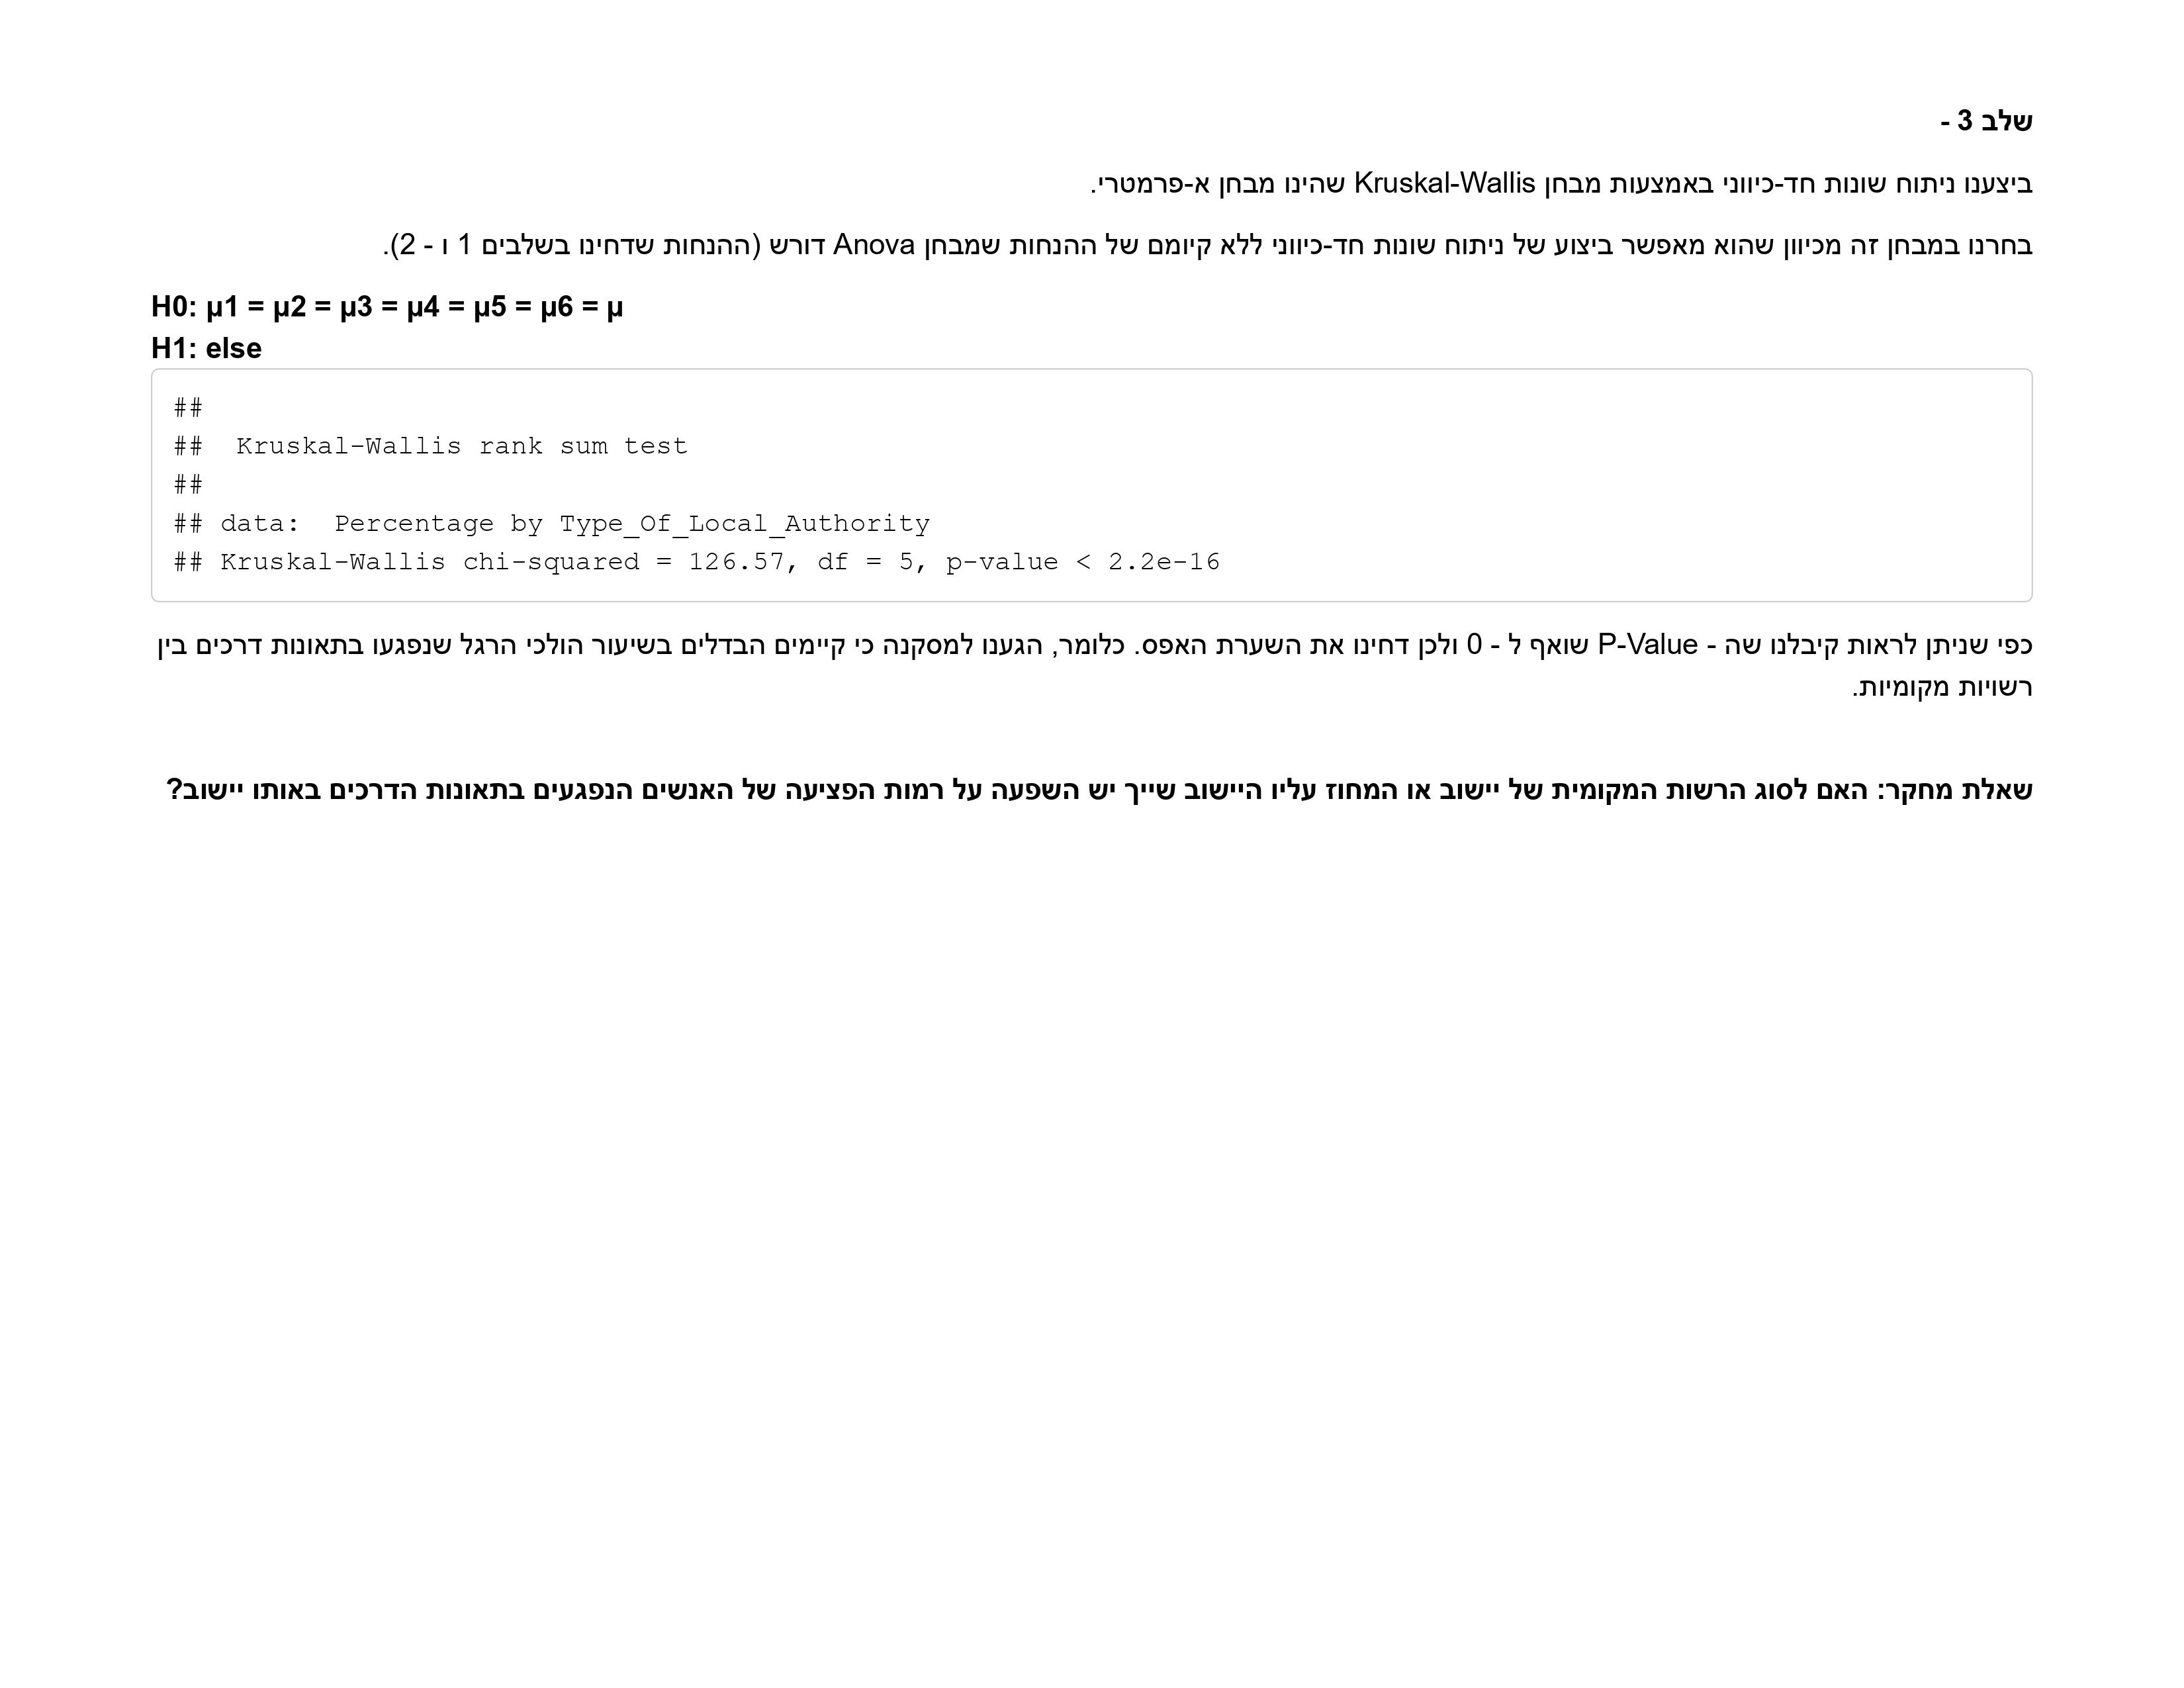 שלב 3 -
ביצענו ניתוח שונות חד-כיווני באמצעות מבחן Kruskal-Wallis שהינו מבחן א-פרמטרי.
בחרנו במבחן זה מכיוון שהוא מאפשר ביצוע של ניתוח שונות חד-כיווני ללא קיומם של ההנחות שמבחן Anova דורש (ההנחות שדחינו בשלבים 1 ו - 2).
H0: µ1 = µ2 = µ3 = µ4 = µ5 = µ6 = µ
H1: else
##
##  Kruskal-Wallis rank sum test
##
## data:  Percentage by Type_Of_Local_Authority
## Kruskal-Wallis chi-squared = 126.57, df = 5, p-value < 2.2e-16
כפי שניתן לראות קיבלנו שה - P-Value שואף ל - 0 ולכן דחינו את השערת האפס. כלומר, הגענו למסקנה כי קיימים הבדלים בשיעור הולכי הרגל שנפגעו בתאונות דרכים בין
רשויות מקומיות.
שאלת מחקר: האם לסוג הרשות המקומית של יישוב או המחוז עליו היישוב שייך יש השפעה על רמות הפציעה של האנשים הנפגעים בתאונות הדרכים באותו יישוב?